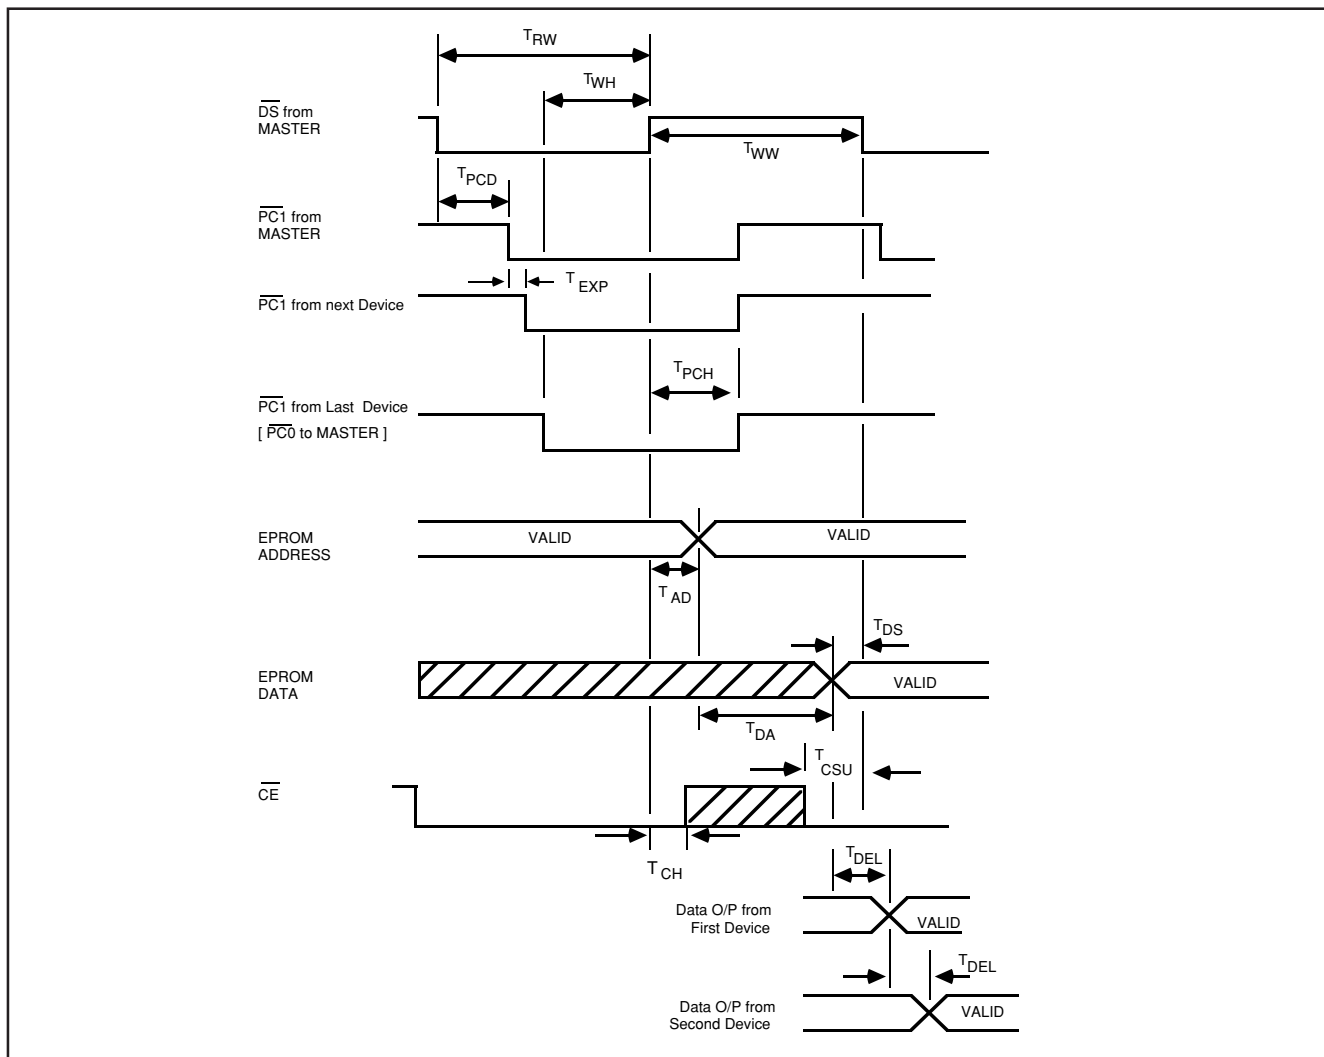 TRW
TWH
DS from
MASTER
TWW
TPCD
PC1 from
MASTER
T EXP
PC1 from next Device
TPCH
PC1 from Last Device
[ PC0 to MASTER ]
EPROM
ADDRESS
VALID
VALID
T AD
TDS
EPROM
DATA
VALID
TDA
T CSU
CE
T CH
TDEL
Data O/P from
First Device
VALID
TDEL
Data O/P from
Second Device
VALID